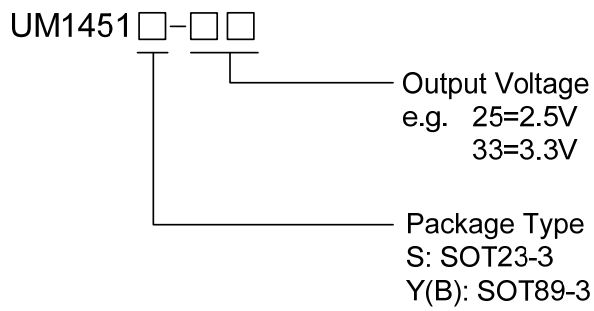 UM1451□-□□
Output Voltage
e.g. 25=2.5V
33=3.3V
Package Type
S: SOT23-3
Y(B): SOT89-3